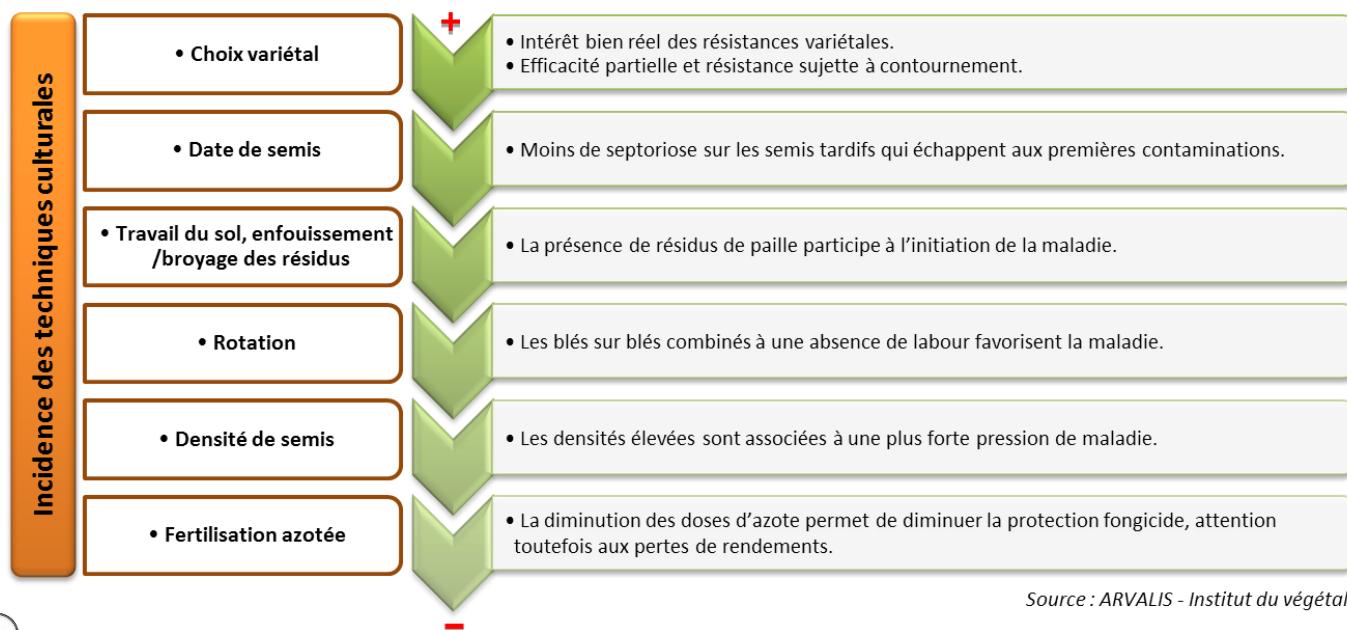 Incidence des techniques culturales
+
• Choix variétal
• Intérêt bien réel des résistances variétales.
• Efficacité partielle et résistance sujette à contournement.
• Date de semis
• Moins de septoriose sur les semis tardifs qui échappent aux premières contaminations.
• Travail du sol, enfouissement
/broyage des résidus
• La présence de résidus de paille participe à l’initiation de la maladie.
• Rotation
• Les blés sur blés combinés à une absence de labour favorisent la maladie.
• Densité de semis
• Les densités élevées sont associées à une plus forte pression de maladie.
• Fertilisation azotée
• La diminution des doses d’azote permet de diminuer la protection fongicide, attention
toutefois aux pertes de rendements.
–
Source : ARVALIS - Institut du végétal